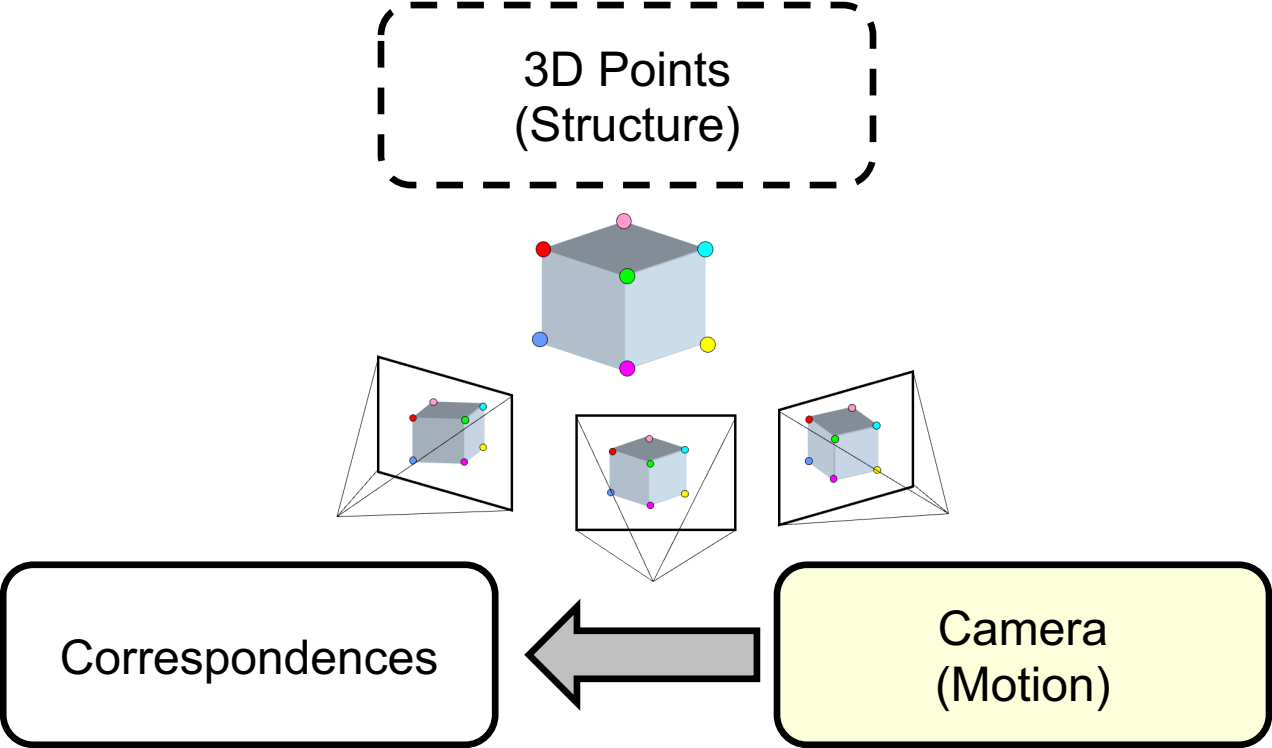 3D Points
(Structure)
Correspondences
Camera
(Motion)